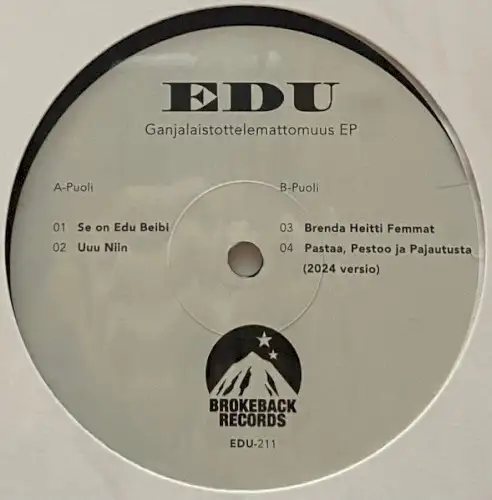 EDU
Ganjalaistottelemattomuus EP
A-Puoli
01 Se on Edu Beibi
02 Uuu Niin
B-Puoli
03 Brenda Heitti Femmat
04 Pastaa, Pestoo ja Pajautusta
(2024 versio)
BROKEBACK
RECORDS
EDU-211